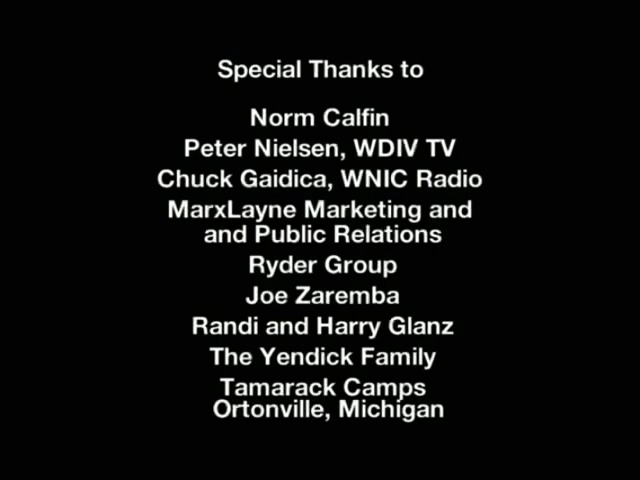 Special Thanks to
Norm Calfin
Peter Nielsen, WDIV TV
Chuck Gaidica, WNIC Radio
MarxLayne Marketing and
and Public Relations
Ryder Group
Joe Zaremba
Randi and Harry Glanz
The Yendick Family
Tamarack Camps
Ortonville, Michigan